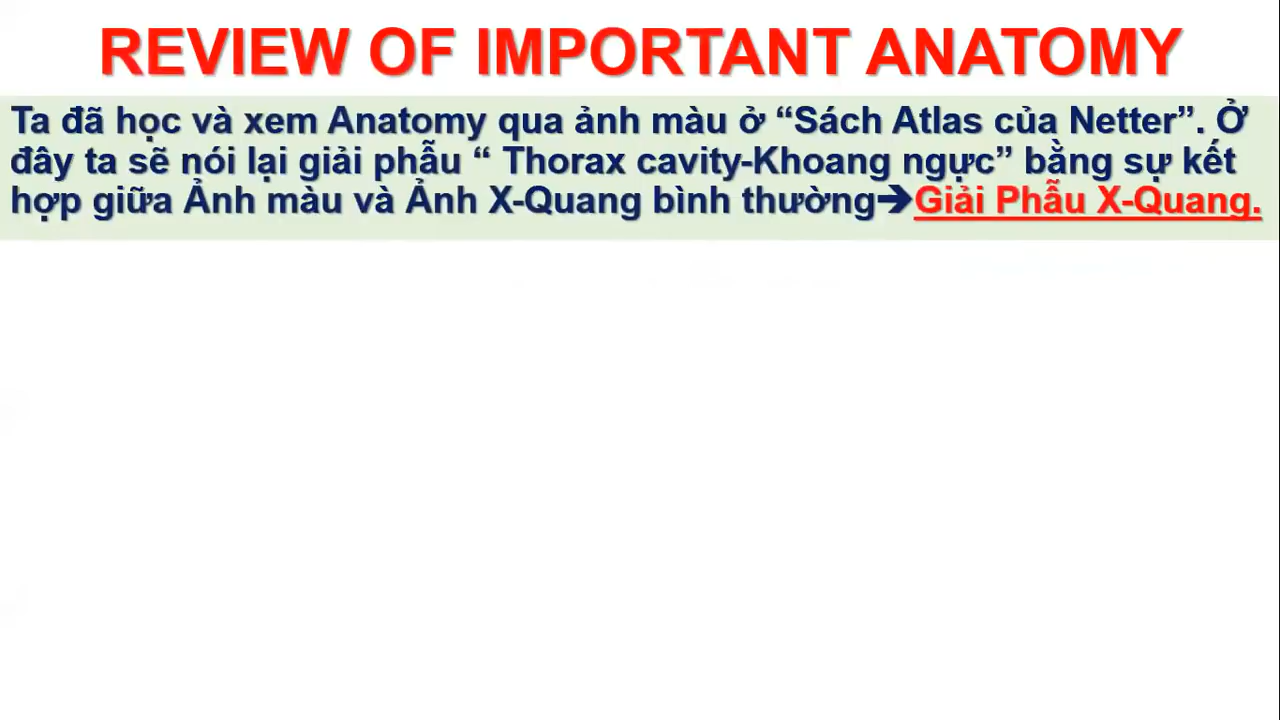 REVIEW OF IMPORTANT ANATOMY
Ta đã học và xem Anatomy qua ảnh màu ở “Sách Atlas của Netter”. Ở
đây ta sẽ nói lại giải phẫu “ Thorax cavity-Khoang ngực” bằng sự kết
hợp giữa Ảnh màu và Ảnh X-Quang bình thường➔Giải Phẫu X-Quang.